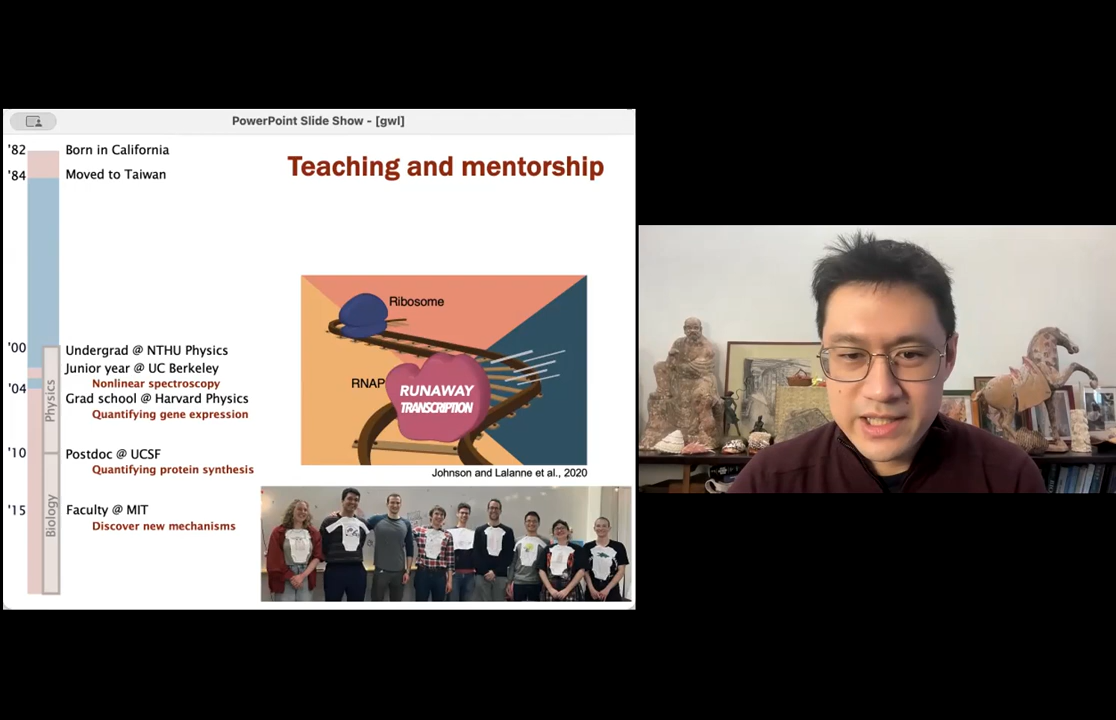 PowerPoint Slide Show - [gwl]
Teaching and mentorship
'82 Born in California
'84 Moved to Taiwan
'00 Undergrad @ NTHU Physics
Junior year @ UC Berkeley
Nonlinear spectroscopy
'04 Grad school @ Harvard Physics
Quantifying gene expression
'10 Postdoc @ UCSF
Quantifying protein synthesis
'15 Faculty @ MIT
Discover new mechanisms
Physics
Biology
Ribosome
RNAP
RUNAWAY
TRANSCRIPTION
Johnson and Lalanne et al., 2020